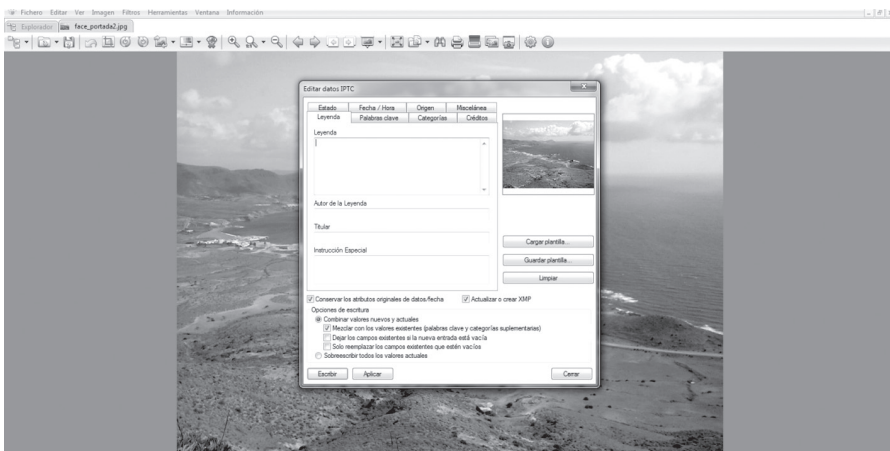 Fichero Editar Ver Imagen Filtros Herramientas Ventana Información
Explorador face_portada2.jpg
Editar datos IPTC
Estado Fecha / Hora Origen Miscelánea
Leyenda Palabras clave Categorías Créditos
Leyenda
Autor de la Leyenda
Titular
Instrucción Especial
Cargar plantilla...
Guardar plantilla...
Limpiar
Conservar los atributos originales de datos/fecha Actualizar o crear XMP
Opciones de escritura
Combinar valores nuevos y actuales
Mezclar con los valores existentes (palabras clave y categorías suplementarias)
Dejar los campos existentes si la nueva entrada está vacía
Solo reemplazar los campos existentes que estén vacíos
Sobreescribir todos los valores actuales
Escribir Aplicar Cerrar